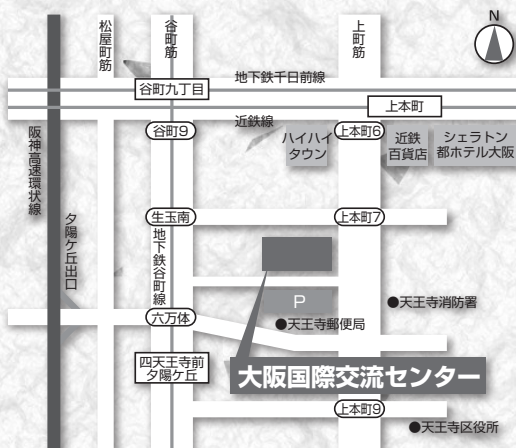 N
松屋町筋
谷町筋
上町筋
地下鉄千日前線
谷町九丁目
上本町
近鉄線
谷町9
ハイハイ
タウン
上本町6
近鉄
百貨店
シェラトン
都ホテル大阪
阪神高速環状線
夕陽ケ丘出口
生玉南
上本町7
地下鉄谷町線
P
●天王寺消防署
六万体
●天王寺郵便局
四天王寺前
夕陽ケ丘
大阪国際交流センター
上本町9
●天王寺区役所